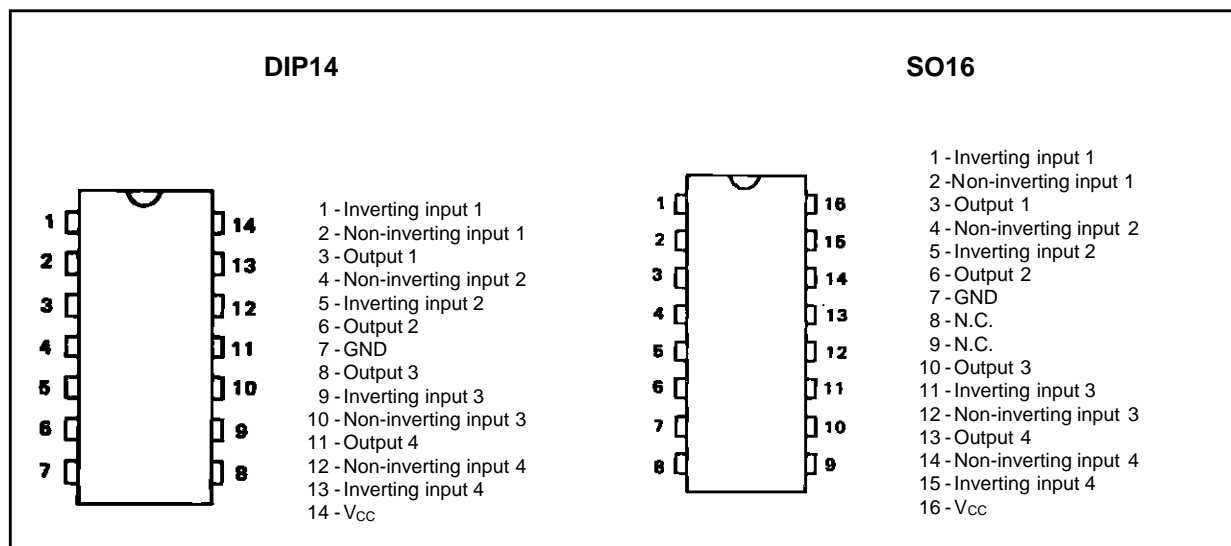 DIP14
1
2
3
4
5
6
7
14
13
12
11
10
9
8
1 - Inverting input 1
2 - Non-inverting input 1
3 - Output 1
4 - Non-inverting input 2
5 - Inverting input 2
6 - Output 2
7 - GND
8 - Output 3
9 - Inverting input 3
10 - Non-inverting input 3
11 - Output 4
12 - Non-inverting input 4
13 - Inverting input 4
14 - VCC
SO16
1
2
3
4
5
6
7
8
16
15
14
13
12
11
10
9
1 - Inverting input 1
2 - Non-inverting input 1
3 - Output 1
4 - Non-inverting input 2
5 - Inverting input 2
6 - Output 2
7 - GND
8 - N.C.
9 - N.C.
10 - Output 3
11 - Inverting input 3
12 - Non-inverting input 3
13 - Output 4
14 - Non-inverting input 4
15 - Inverting input 4
16 - VCC